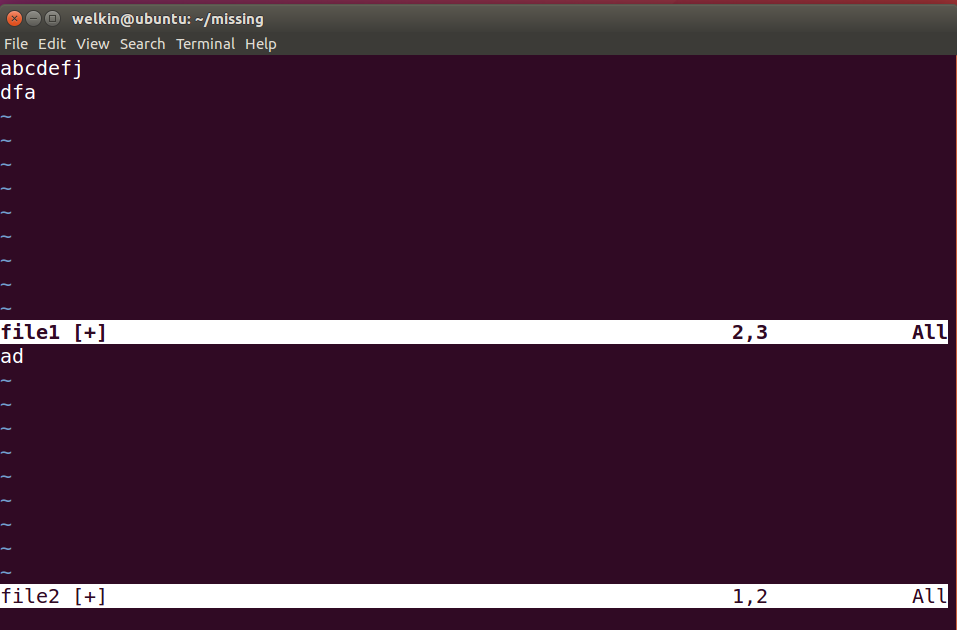 welkin@ubuntu: ~/missing
File Edit View Search Terminal Help
abcdefj
dfa
~
~
~
~
~
~
~
~
~
file1 [+] 2,3 All
ad
~
~
~
~
~
~
~
~
~
file2 [+] 1,2 All